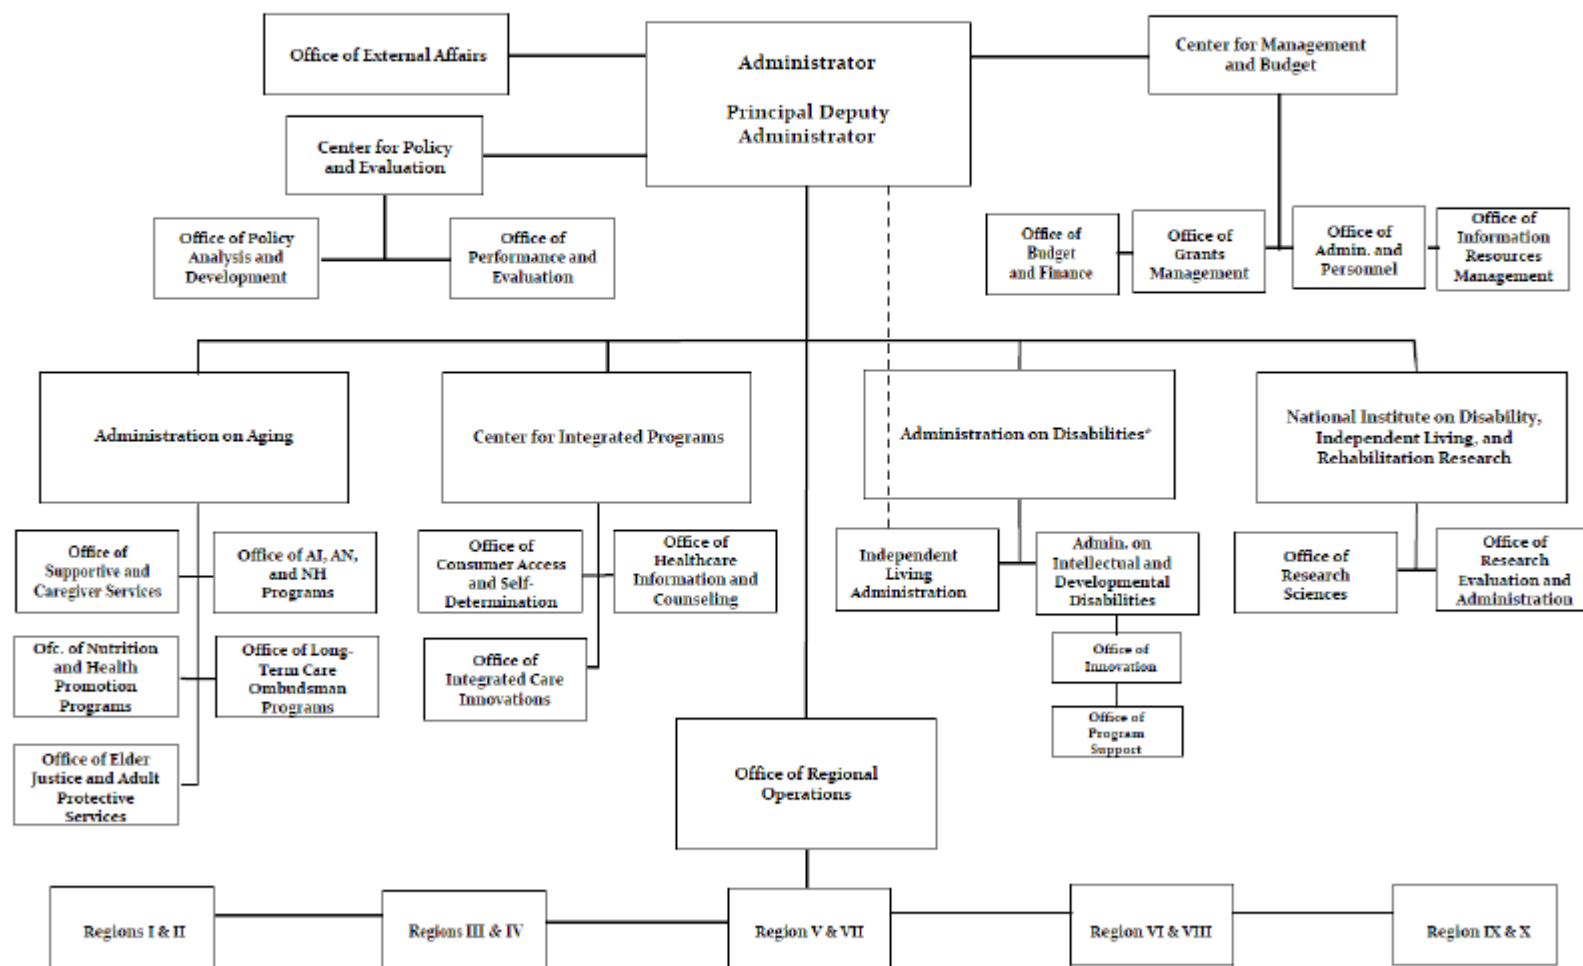 Office of External Affairs
Administrator
Principal Deputy
Administrator
Center for Management
and Budget
Center for Policy
and Evaluation
Office of Policy
Analysis and
Development
Office of
Performance and
Evaluation
Office of
Budget
and Finance
Office of
Grants
Management
Office of
Admin. and
Personnel
Office of
Information
Resources
Management
Administration on Aging
Center for Integrated Programs
Administration on Disabilities*
National Institute on Disability,
Independent Living, and
Rehabilitation Research
Office of
Supportive and
Caregiver Services
Office of AI, AN,
and NH
Programs
Office of
Consumer Access
and Self-
Determination
Office of
Healthcare
Information and
Counseling
Independent
Living
Administration
Admin. on
Intellectual and
Developmental
Disabilities
Office of
Research
Sciences
Office of
Research
Evaluation and
Administration
Ofc. of Nutrition
and Health
Promotion
Programs
Office of Long-
Term Care
Ombudsman
Programs
Office of
Integrated Care
Innovations
Office of
Innovation
Office of
Program
Support
Office of Elder
Justice and Adult
Protective
Services
Office of Regional
Operations
Regions I & II
Regions III & IV
Region V & VII
Region VI & VIII
Region IX & X